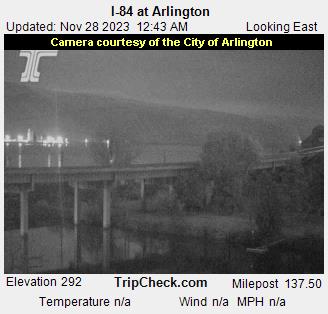 I-84 at Arlington
Updated: Nov 28 2023 12:43 AM Looking East
Camera courtesy of the City of Arlington
Elevation 292 TripCheck.com Milepost 137.50
Temperature n/a Wind n/a MPH n/a